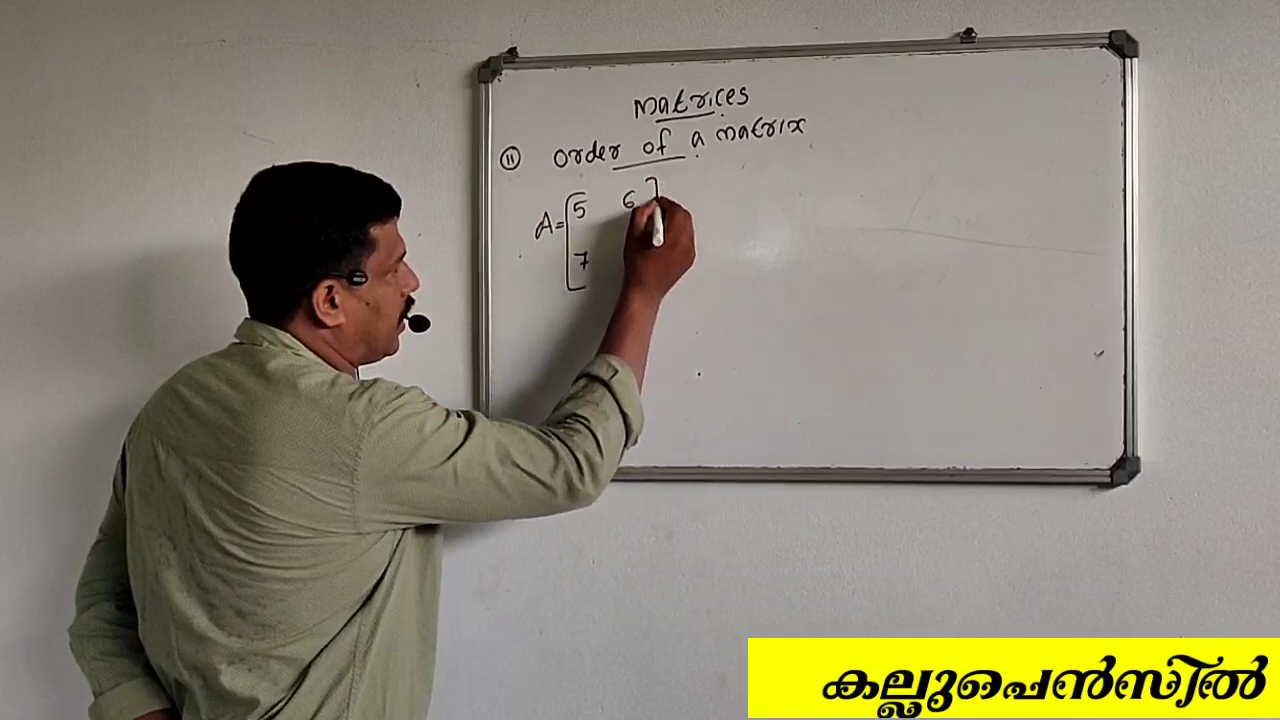 Matrices
⑪ order of a matrix
A = [5 6]
7
കല്ലുപെൻസിൽ